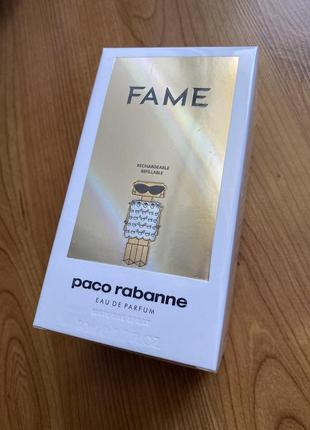 FAME
RECHARGEABLE
REFILLABLE
paco rabanne
EAU DE PARFUM